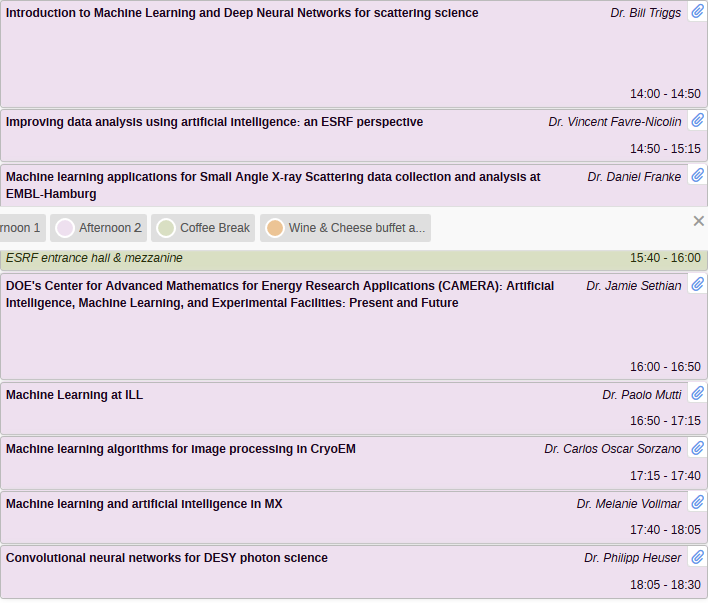 Introduction to Machine Learning and Deep Neural Networks for scattering science Dr. Bill Triggs
14:00 - 14:50
Improving data analysis using artificial intelligence: an ESRF perspective Dr. Vincent Favre-Nicolin
14:50 - 15:15
Machine learning applications for Small Angle X-ray Scattering data collection and analysis at Dr. Daniel Franke
EMBL-Hamburg
rnoon 1 Afternoon 2 Coffee Break Wine & Cheese buffet a...
ESRF entrance hall & mezzanine 15:40 - 16:00
DOE's Center for Advanced Mathematics for Energy Research Applications (CAMERA): Artificial Dr. Jamie Sethian
Intelligence, Machine Learning, and Experimental Facilities: Present and Future
16:00 - 16:50
Machine Learning at ILL Dr. Paolo Mutti
16:50 - 17:15
Machine learning algorithms for image processing in CryoEM Dr. Carlos Oscar Sorzano
17:15 - 17:40
Machine learning and artificial intelligence in MX Dr. Melanie Vollmar
17:40 - 18:05
Convolutional neural networks for DESY photon science Dr. Philipp Heuser
18:05 - 18:30